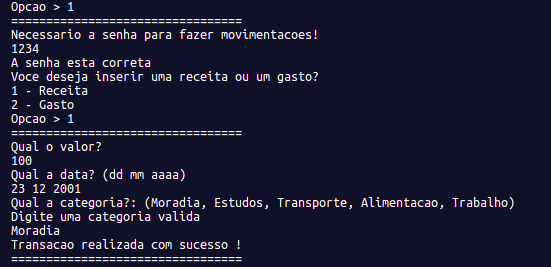 Opcao > 1
=================================
Necessario a senha para fazer movimentacoes!
1234
A senha esta correta
Voce deseja inserir uma receita ou um gasto?
1 - Receita
2 - Gasto
Opcao > 1
=================================
Qual o valor?
100
Qual a data? (dd mm aaaa)
23 12 2001
Qual a categoria?: (Moradia, Estudos, Transporte, Alimentacao, Trabalho)
Digite uma categoria valida
Moradia
Transacao realizada com sucesso !
=================================